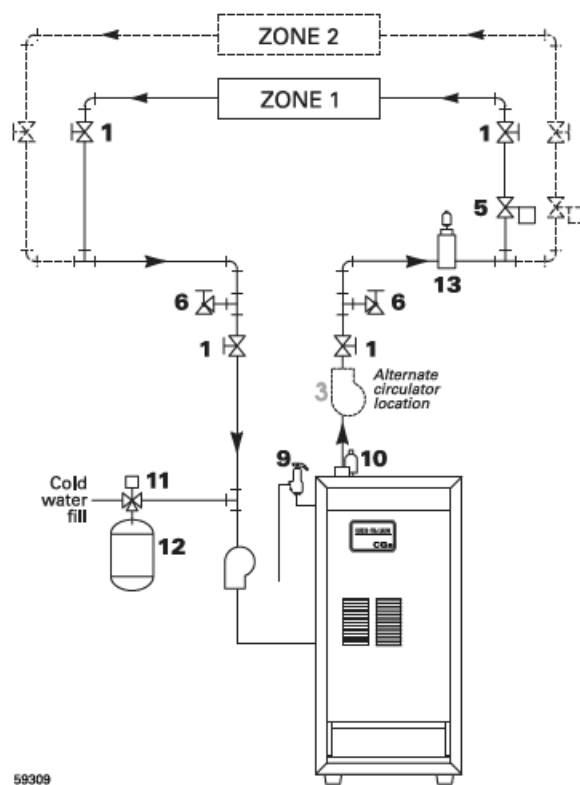 ZONE 2
ZONE 1
1
1
5
13
6
6
1
1
3
Alternate
circulator
location
9
10
11
Cold
water
fill
12
CGa
59309